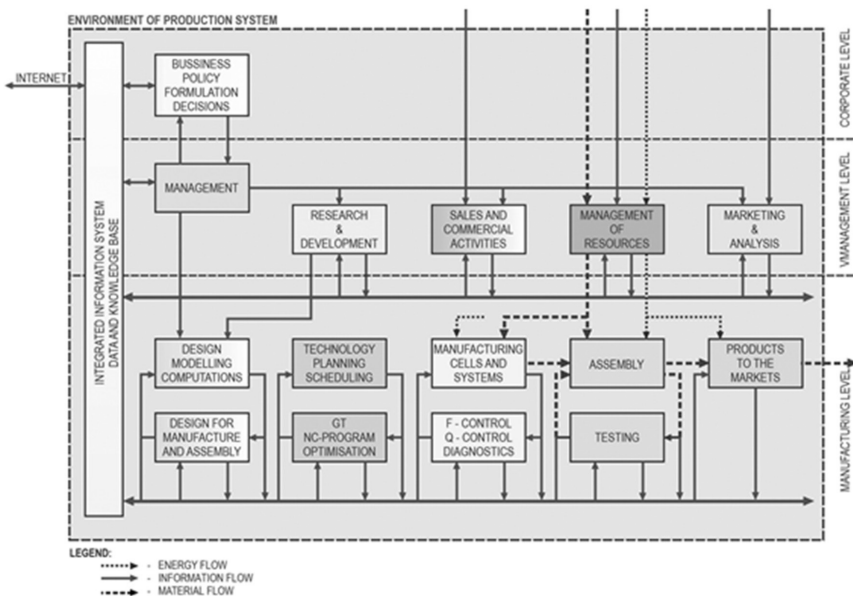 ENVIRONMENT OF PRODUCTION SYSTEM
INTERNET
INTEGRATED INFORMATION SYSTEM
DATA AND KNOWLEDGE BASE
BUSSINESS
POLICY
FORMULATION
DECISIONS
CORPORATE LEVEL
MANAGEMENT
RESEARCH
&
DEVELOPMENT
SALES AND
COMMERCIAL
ACTIVITIES
MANAGEMENT
OF
RESOURCES
MARKETING
&
ANALYSIS
VMANAGEMENT LEVEL
DESIGN
MODELLING
COMPUTATIONS
TECHNOLOGY
PLANNING
SCHEDULING
MANUFACTURING
CELLS AND
SYSTEMS
ASSEMBLY
PRODUCTS
TO THE
MARKETS
DESIGN FOR
MANUFACTURE
AND ASSEMBLY
GT
NC-PROGRAM
OPTIMISATION
F - CONTROL
Q - CONTROL
DIAGNOSTICS
TESTING
MANUFACTURING LEVEL
LEGEND:
- ENERGY FLOW
- INFORMATION FLOW
- MATERIAL FLOW